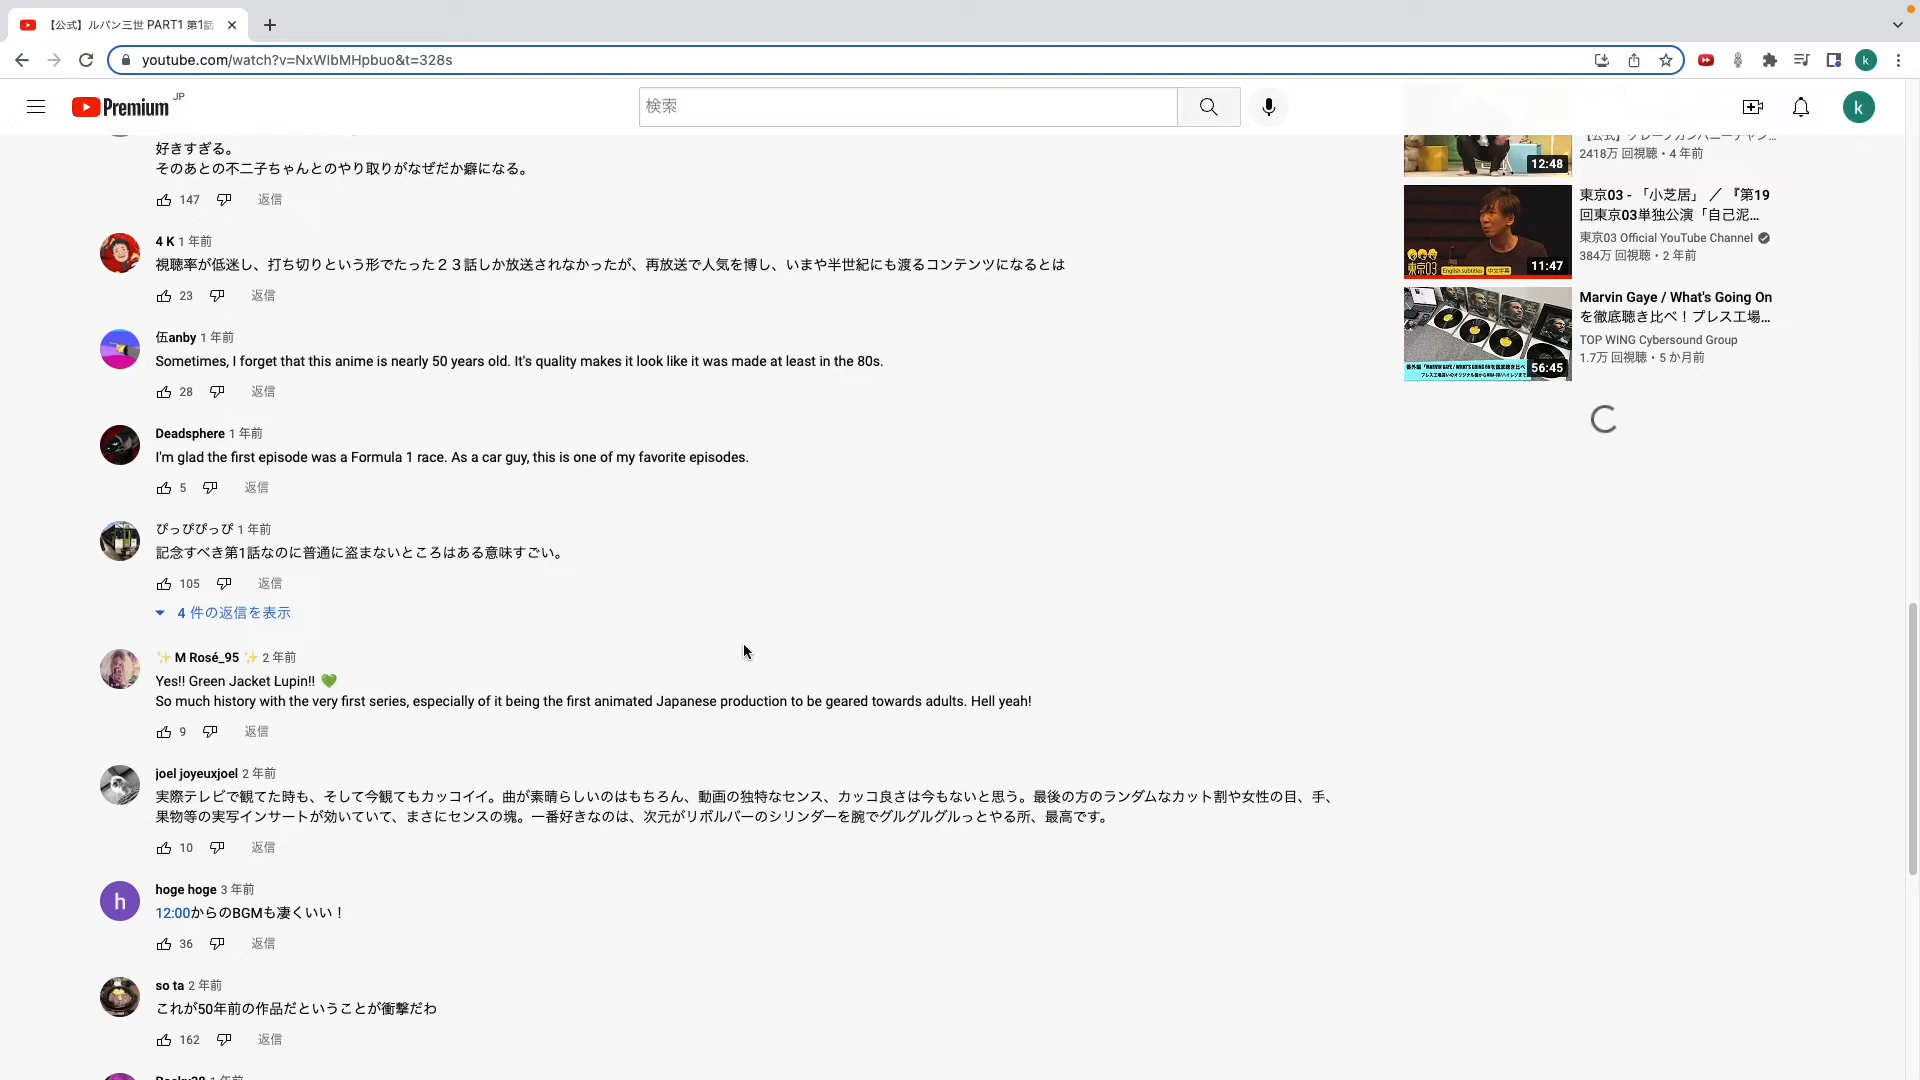 【公式】ルパン三世 PART1 第1話
youtube.com/watch?v=NxWlbMHpbuo&t=328s
k
Premium JP
検索
k
好きすぎる。
そのあとの不二子ちゃんとのやり取りがなぜだか癖になる。
147 返信
4 K 1 年前
視聴率が低迷し、打ち切りという形でたった２３話しか放送されなかったが、再放送で人気を博し、いまや半世紀にも渡るコンテンツになるとは
23 返信
伍anby 1 年前
Sometimes, I forget that this anime is nearly 50 years old. It's quality makes it look like it was made at least in the 80s.
28 返信
Deadsphere 1 年前
I'm glad the first episode was a Formula 1 race. As a car guy, this is one of my favorite episodes.
5 返信
ぴっぴぴっぴ 1 年前
記念すべき第1話なのに普通に盗まないところはある意味すごい。
105 返信
4 件の返信を表示
✨ M Rosé_95 ✨ 2 年前
Yes!! Green Jacket Lupin!! 💚
So much history with the very first series, especially of it being the first animated Japanese production to be geared towards adults. Hell yeah!
9 返信
joel joyeuxjoel 2 年前
実際テレビで観てた時も、そして今観てもカッコイイ。曲が素晴らしいのはもちろん、動画の独特なセンス、カッコ良さは今もないと思う。最後の方のランダムなカット割や女性の目、手、
果物等の実写インサートが効いていて、まさにセンスの塊。一番好きなのは、次元がリボルバーのシリンダーを腕でグルグルグルっとやる所、最高です。
10 返信
h
hoge hoge 3 年前
12:00からのBGMも凄くいい！
36 返信
so ta 2 年前
これが50年前の作品だということが衝撃だわ
162 返信
12:48
2418万 回視聴・4 年前
東京03
English subtitles 中文字幕
11:47
東京03 - 「小芝居」 ／ 『第19
回東京03単独公演「自己泥...
東京03 Official YouTube Channel
384万 回視聴・2 年前
56:45
Marvin Gaye / What's Going On
を徹底聴き比べ！プレス工場...
TOP WING Cybersound Group
1.7万 回視聴・5 か月前